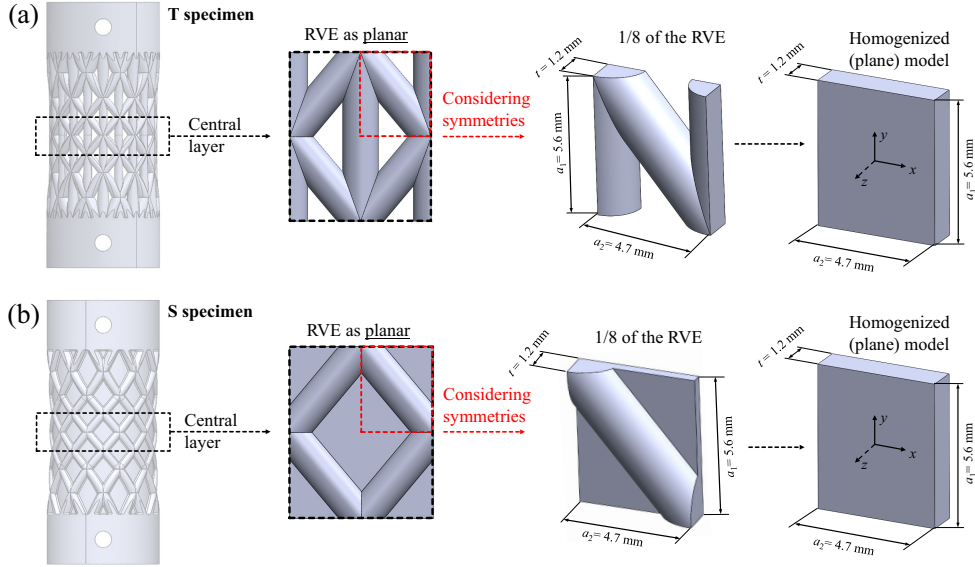 (a)
T specimen
RVE as planar
1/8 of the RVE
Homogenized
(plane) model
Central
layer
Considering
symmetries
t = 1.2 mm
a₁= 5.6 mm
a₂= 4.7 mm
t = 1.2 mm
y
x
z
a₁= 5.6 mm
a₂= 4.7 mm
(b)
S specimen
RVE as planar
1/8 of the RVE
Homogenized
(plane) model
Central
layer
Considering
symmetries
t = 1.2 mm
a₁= 5.6 mm
a₂= 4.7 mm
t = 1.2 mm
y
x
z
a₁= 5.6 mm
a₂= 4.7 mm